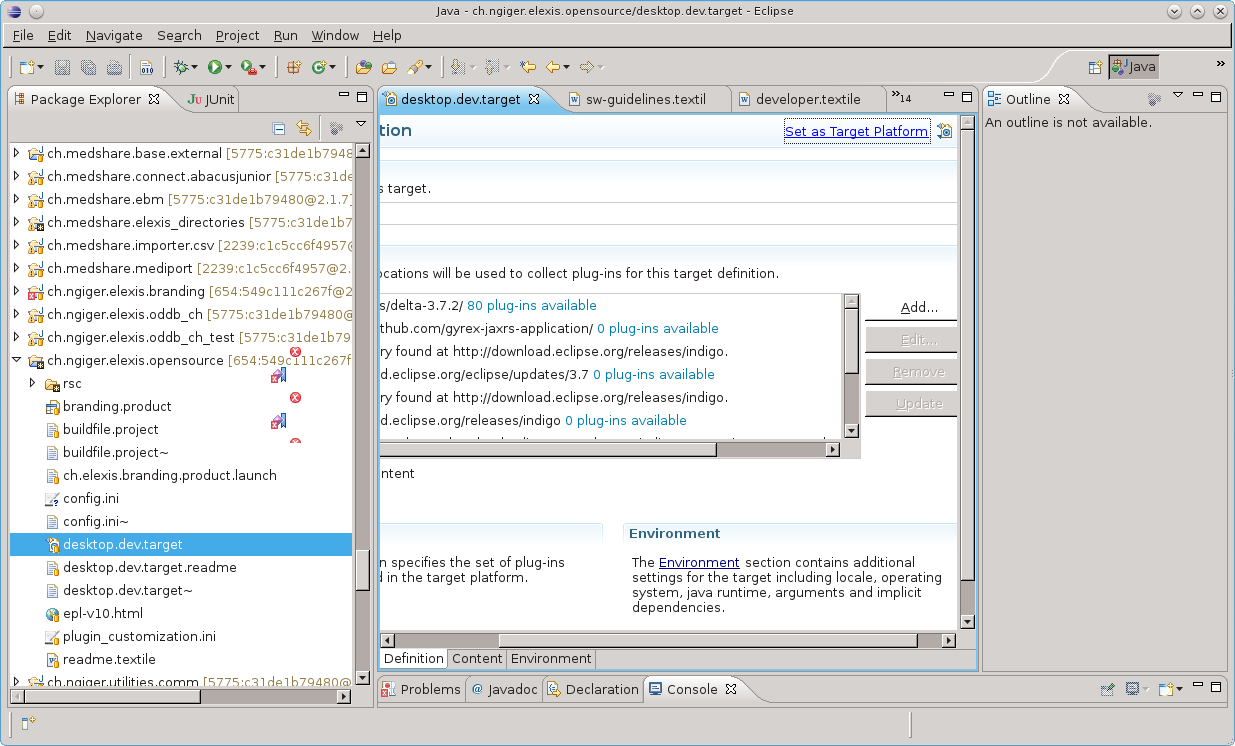 Java - ch.ngiger.elexis.opensource/desktop.dev.target - Eclipse
File Edit Navigate Search Project Run Window Help
Java
Package Explorer
JUnit
ch.medshare.base.external [5775:c31de1b7948
ch.medshare.connect.abacusjunior [5775:c31de
ch.medshare.ebm [5775:c31de1b79480@2.1.7]
ch.medshare.elexis_directories [5775:c31de1b7
ch.medshare.importer.csv [2239:c1c5cc6f4957@
ch.medshare.mediport [2239:c1c5cc6f4957@2.
ch.ngiger.elexis.branding [654:549c111c267f@2
ch.ngiger.elexis.oddb_ch [5775:c31de1b79480@
ch.ngiger.elexis.oddb_ch_test [5775:c31de1b79
ch.ngiger.elexis.opensource [654:549c111c267f
rsc
branding.product
buildfile.project
buildfile.project~
ch.elexis.branding.product.launch
config.ini
config.ini~
desktop.dev.target
desktop.dev.target.readme
desktop.dev.target~
epl-v10.html
plugin_customization.ini
readme.textile
ch.ngiger.utilities.comm [5775:c31de1b79480@
desktop.dev.target
sw-guidelines.textil
developer.textile
»14
tion
Set as Target Platform
s target.
ocations will be used to collect plug-ins for this target definition.
s/delta-3.7.2/ 80 plug-ins available
thub.com/gyrex-jaxrs-application/ 0 plug-ins available
ry found at http://download.eclipse.org/releases/indigo.
d.eclipse.org/eclipse/updates/3.7 0 plug-ins available
ry found at http://download.eclipse.org/releases/indigo.
d.eclipse.org/releases/indigo 0 plug-ins available
Add...
Edit...
Remove
Update
ntent
n specifies the set of plug-ins
d in the target platform.
Environment
The Environment section contains additional
settings for the target including locale, operating
system, java runtime, arguments and implicit
dependencies.
Definition Content Environment
Problems
@ Javadoc
Declaration
Console
Outline
An outline is not available.